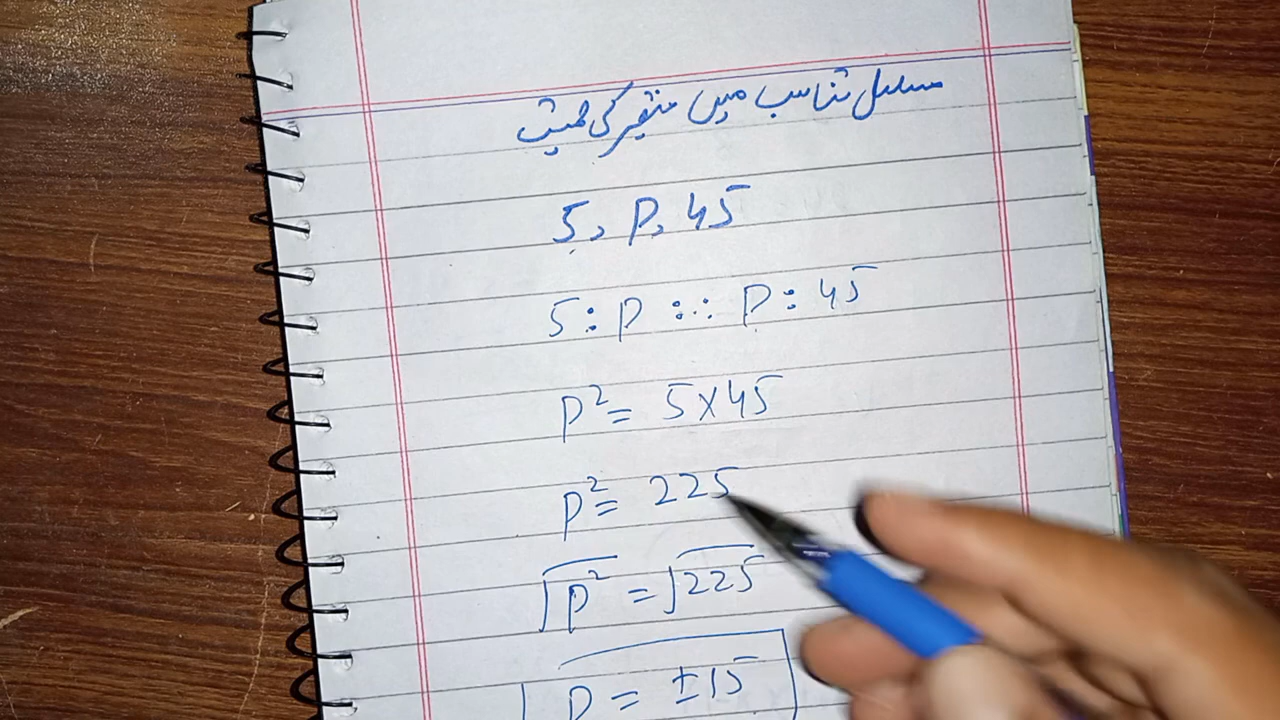 مسلسل تناسب میں متغیر کی قیمت
5, P, 45
5 : P :: P : 45
P² = 5×45
P² = 225
√P² = √225
P = ±15